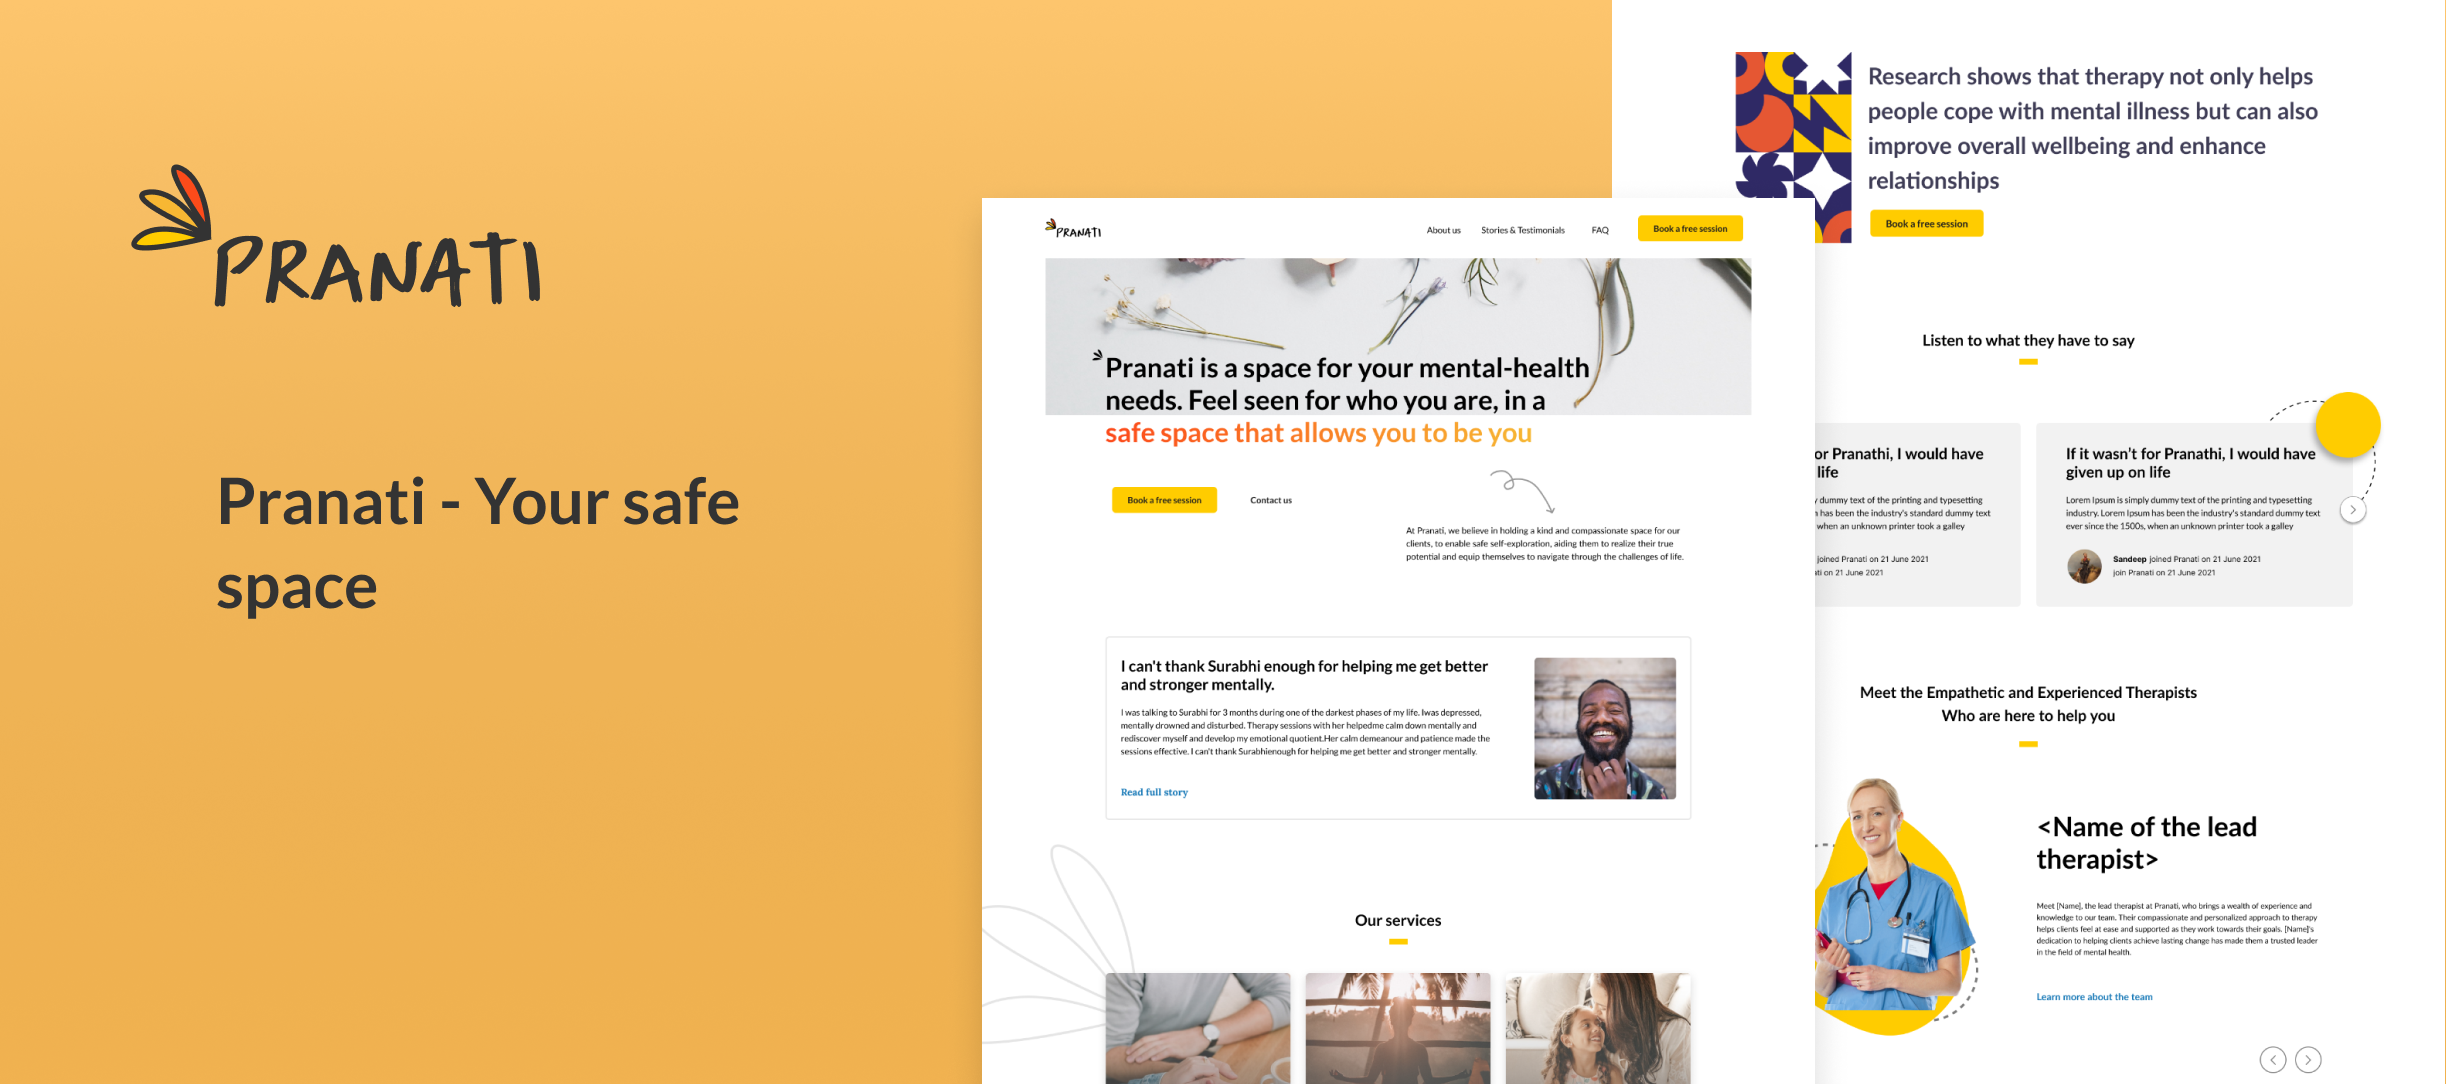 PRANATI
Pranati - Your safe
space
PRANATI
About us
Stories & Testimonials
FAQ
Book a free session
Pranati is a space for your mental-health
needs. Feel seen for who you are, in a
safe space that allows you to be you
Book a free session
Contact us
At Pranati, we believe in holding a kind and compassionate space for our
clients, to enable safe self-exploration, aiding them to realize their true
potential and equip themselves to navigate through the challenges of life.
I can't thank Surabhi enough for helping me get better
and stronger mentally.
I was talking to Surabhi for 3 months during one of the darkest phases of my life. Iwas depressed,
mentally drowned and disturbed. Therapy sessions with her helpedme calm down mentally and
rediscover myself and develop my emotional quotient.Her calm demeanour and patience made the
sessions effective. I can't thank Surabhienough for helping me get better and stronger mentally.
Read full story
Our services
Research shows that therapy not only helps
people cope with mental illness but can also
improve overall wellbeing and enhance
relationships
Book a free session
Listen to what they have to say
or Pranathi, I would have
life
dummy text of the printing and typesetting
has been the industry's standard dummy text
when an unknown printer took a galley
joined Pranati on 21 June 2021
on 21 June 2021
If it wasn't for Pranathi, I would have
given up on life
Lorem Ipsum is simply dummy text of the printing and typesetting
industry. Lorem Ipsum has been the industry's standard dummy text
ever since the 1500s, when an unknown printer took a galley
Sandeep joined Pranati on 21 June 2021
join Pranati on 21 June 2021
Meet the Empathetic and Experienced Therapists
Who are here to help you
<Name of the lead
therapist>
Meet [Name], the lead therapist at Pranati, who brings a wealth of experience and
knowledge to our team. Their compassionate and personalized approach to therapy
helps clients feel at ease and supported as they work towards their goals. [Name]'s
dedication to helping clients achieve lasting change has made them a trusted leader
in the field of mental health.
Learn more about the team